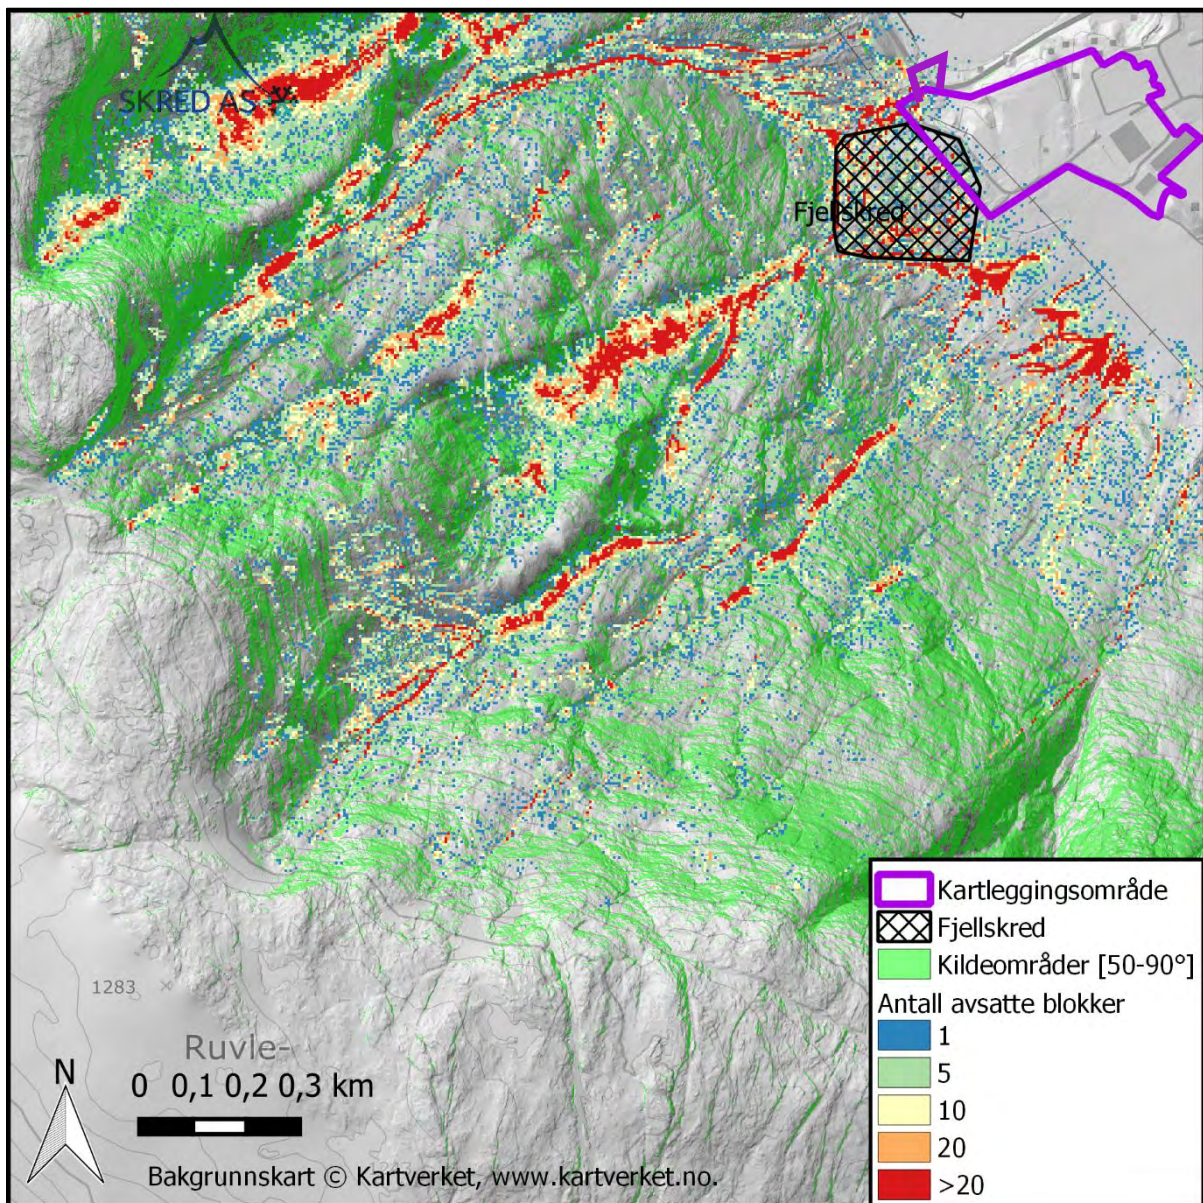 SKRED AS
Fjellskred
Kartleggingsområde
Fjellskred
Kildeområder [50-90°]
Antall avsatte blokker
1
5
10
20
>20
1283
Ruvle-
N
0 0,1 0,2 0,3 km
Bakgrunnskart © Kartverket, www.kartverket.no.